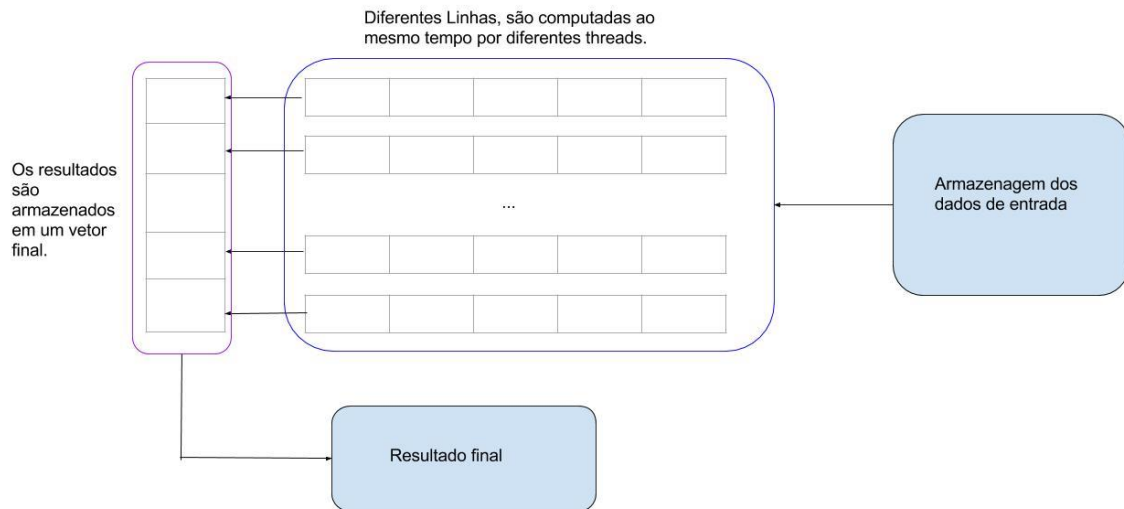 Diferentes Linhas, são computadas ao
mesmo tempo por diferentes threads.
Os resultados
são
armazenados
em um vetor
final.
...
Armazenagem dos
dados de entrada
Resultado final